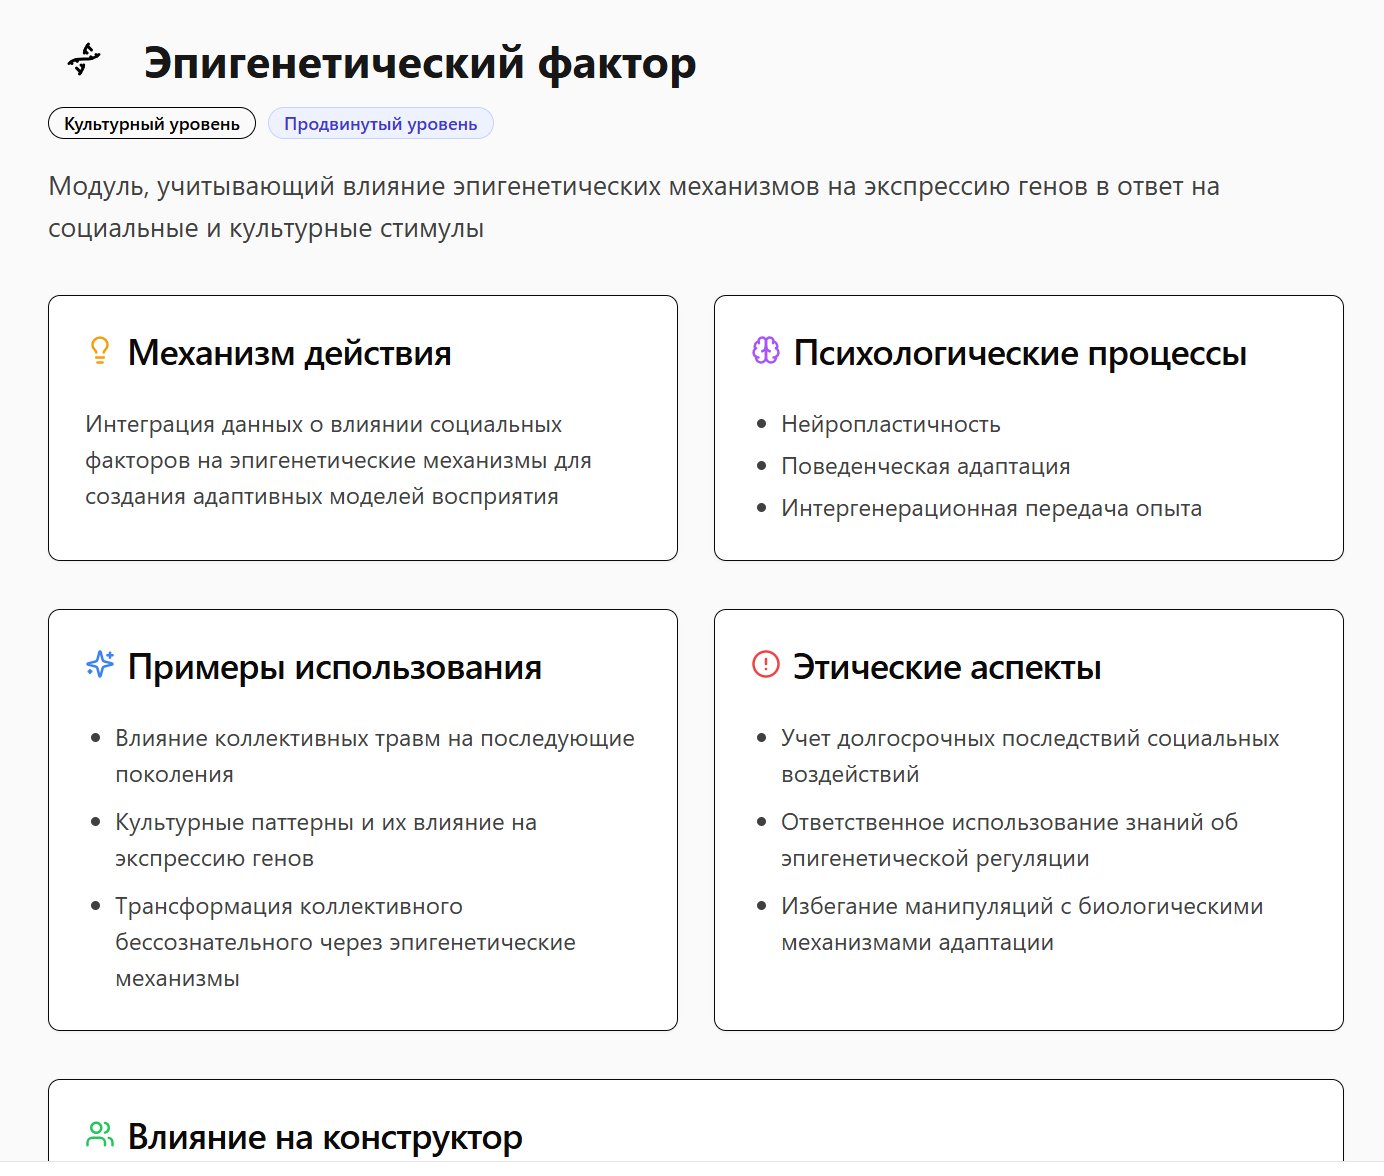 Эпигенетический фактор
Культурный уровень
Продвинутый уровень
Модуль, учитывающий влияние эпигенетических механизмов на экспрессию генов в ответ на
социальные и культурные стимулы
Механизм действия
Интеграция данных о влиянии социальных
факторов на эпигенетические механизмы для
создания адаптивных моделей восприятия
Психологические процессы
Нейропластичность
Поведенческая адаптация
Интергенерационная передача опыта
Примеры использования
Влияние коллективных травм на последующие
поколения
Культурные паттерны и их влияние на
экспрессию генов
Трансформация коллективного
бессознательного через эпигенетические
механизмы
Этические аспекты
Учет долгосрочных последствий социальных
воздействий
Ответственное использование знаний об
эпигенетической регуляции
Избегание манипуляций с биологическими
механизмами адаптации
Влияние на конструктор